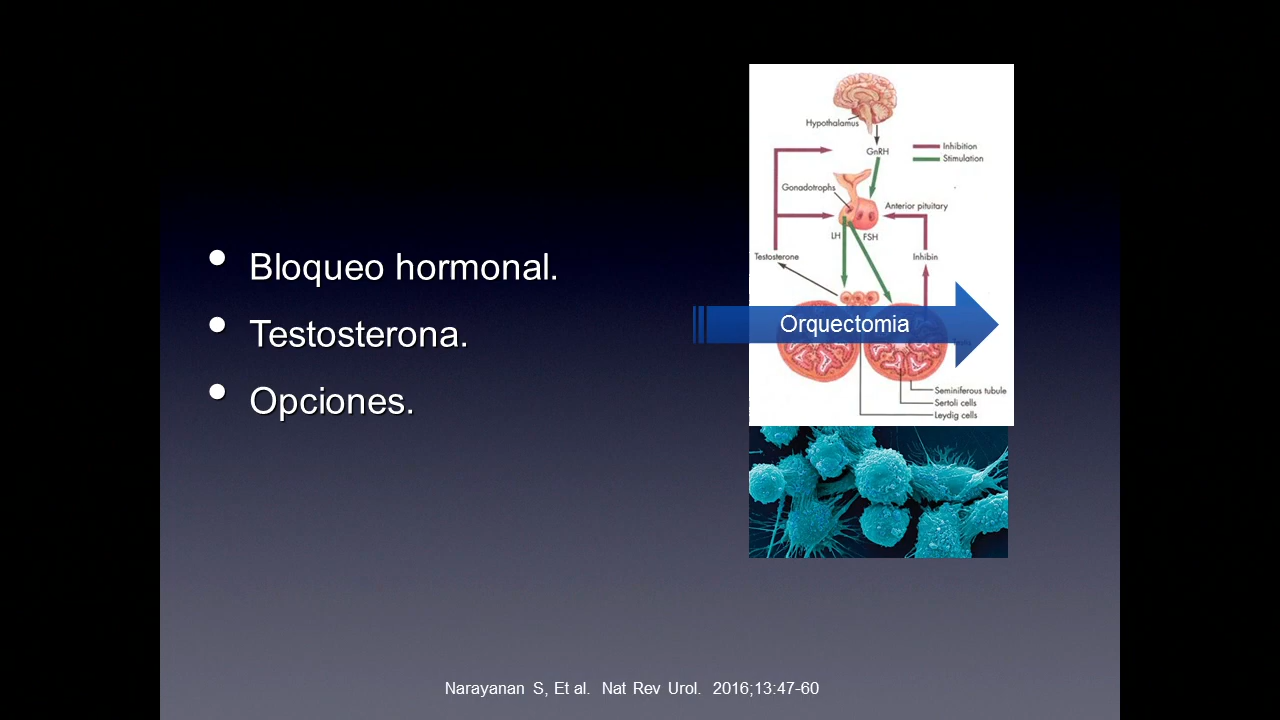 Bloqueo hormonal.
Testosterona.
Opciones.
Hypothalamus
GnRH
Inhibition
Stimulation
Gonadotrophs
Anterior pituitary
LH
FSH
Testosterone
Inhibin
Orquectomia
Seminiferous tubule
Sertoli cells
Leydig cells
Narayanan S, Et al. Nat Rev Urol. 2016;13:47-60